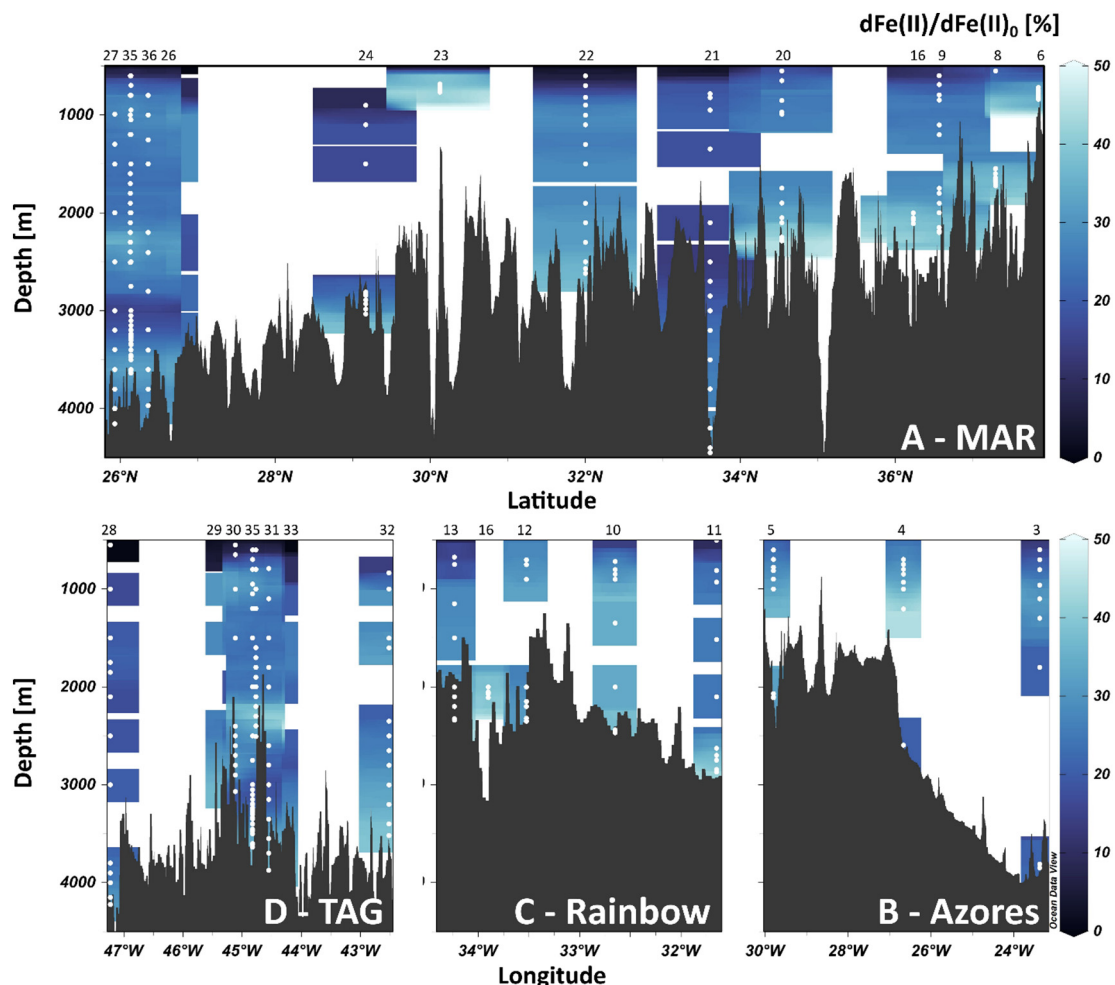 dFe(II)/dFe(II)₀ [%]
27 35 36 26 24 23 22 21 20 16 9 8 6
50
1000
40
2000
30
Depth [m]
3000
20
4000
10
A - MAR
0
26°N 28°N 30°N 32°N 34°N 36°N
Latitude
28 29 30 35 31 33 32 13 16 12 10 11 5 4 3
50
1000
40
2000
30
Depth [m]
3000
20
4000
10
D - TAG C - Rainbow B - Azores
Ocean Data View
0
47°W 46°W 45°W 44°W 43°W 34°W 33°W 32°W 30°W 28°W 26°W 24°W
Longitude